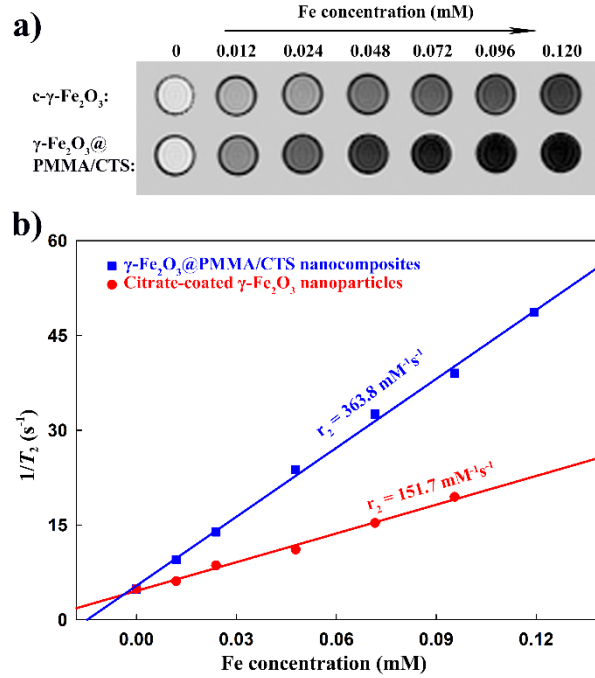 a)
Fe concentration (mM)
0 0.012 0.024 0.048 0.072 0.096 0.120
c-γ-Fe₂O₃:
γ-Fe₂O₃@
PMMA/CTS:
b)
60
45
30
15
0
1/T₂ (s⁻¹)
γ-Fe₂O₃@PMMA/CTS nanocomposites
Citrate-coated γ-Fe₂O₃ nanoparticles
r₂ = 363.8 mM⁻¹s⁻¹
r₂ = 151.7 mM⁻¹s⁻¹
0.00 0.03 0.06 0.09 0.12
Fe concentration (mM)